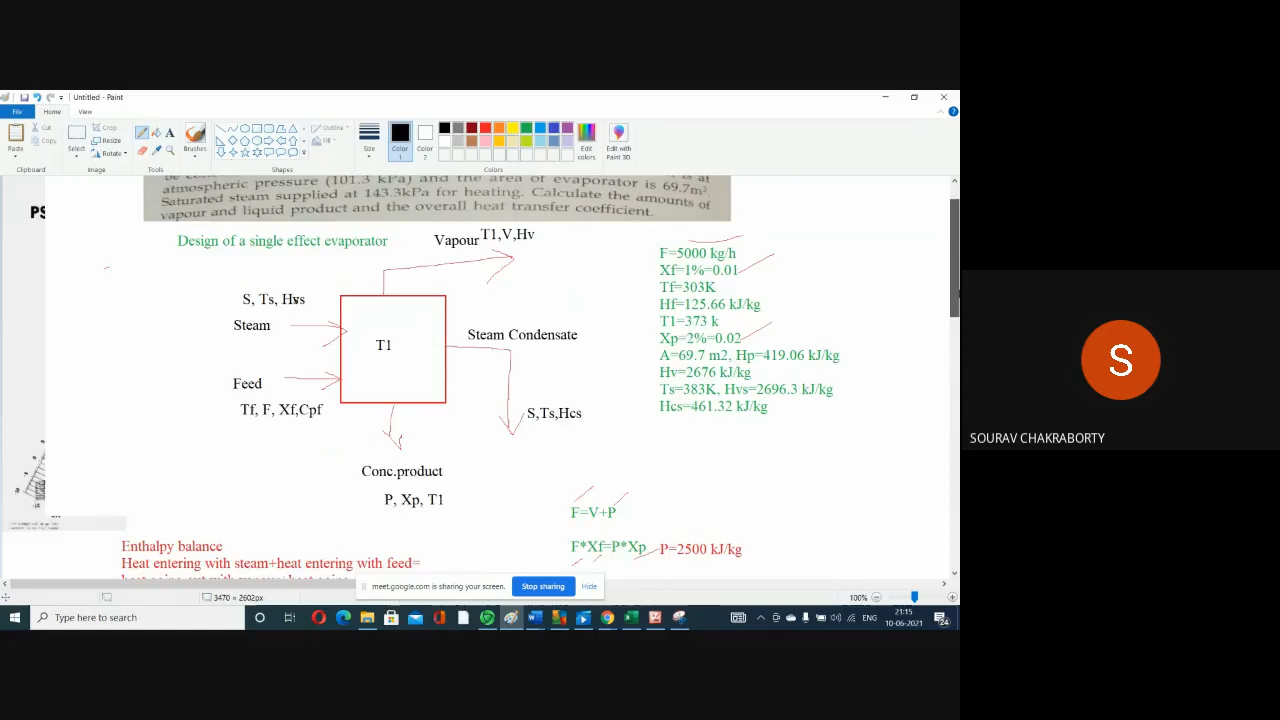 Untitled - Paint
File
Home
View
Paste
Cut
Copy
Clipboard
Select
Crop
Resize
Rotate
Image
Tools
Brushes
Outline
Fill
Shapes
Size
Color 1
Color 2
Edit colors
Edit with Paint 3D
Colors
atmospheric pressure (101.3 kPa) and the area of evaporator is 69.7m².
Saturated steam supplied at 143.3kPa for heating. Calculate the amounts of
vapour and liquid product and the overall heat transfer coefficient.
PS
Design of a single effect evaporator
Vapour T1,V,Hv
S, Ts, Hvs
Steam
T1
Steam Condensate
Feed
Tf, F, Xf,Cpf
S,Ts,Hcs
Conc.product
P, Xp, T1
F=5000 kg/h
Xf=1%=0.01
Tf=303K
Hf=125.66 kJ/kg
T1=373 k
Xp=2%=0.02
A=69.7 m2, Hp=419.06 kJ/kg
Hv=2676 kJ/kg
Ts=383K, Hvs=2696.3 kJ/kg
Hcs=461.32 kJ/kg
F=V+P
F*Xf=P*Xp P=2500 kJ/kg
Enthalpy balance
Heat entering with steam+heat entering with feed=
meet.google.com is sharing your screen.
Stop sharing
Hide
3470 × 2602px
100%
Type here to search
ENG
21:15
10-06-2021
24
S
SOURAV CHAKRABORTY